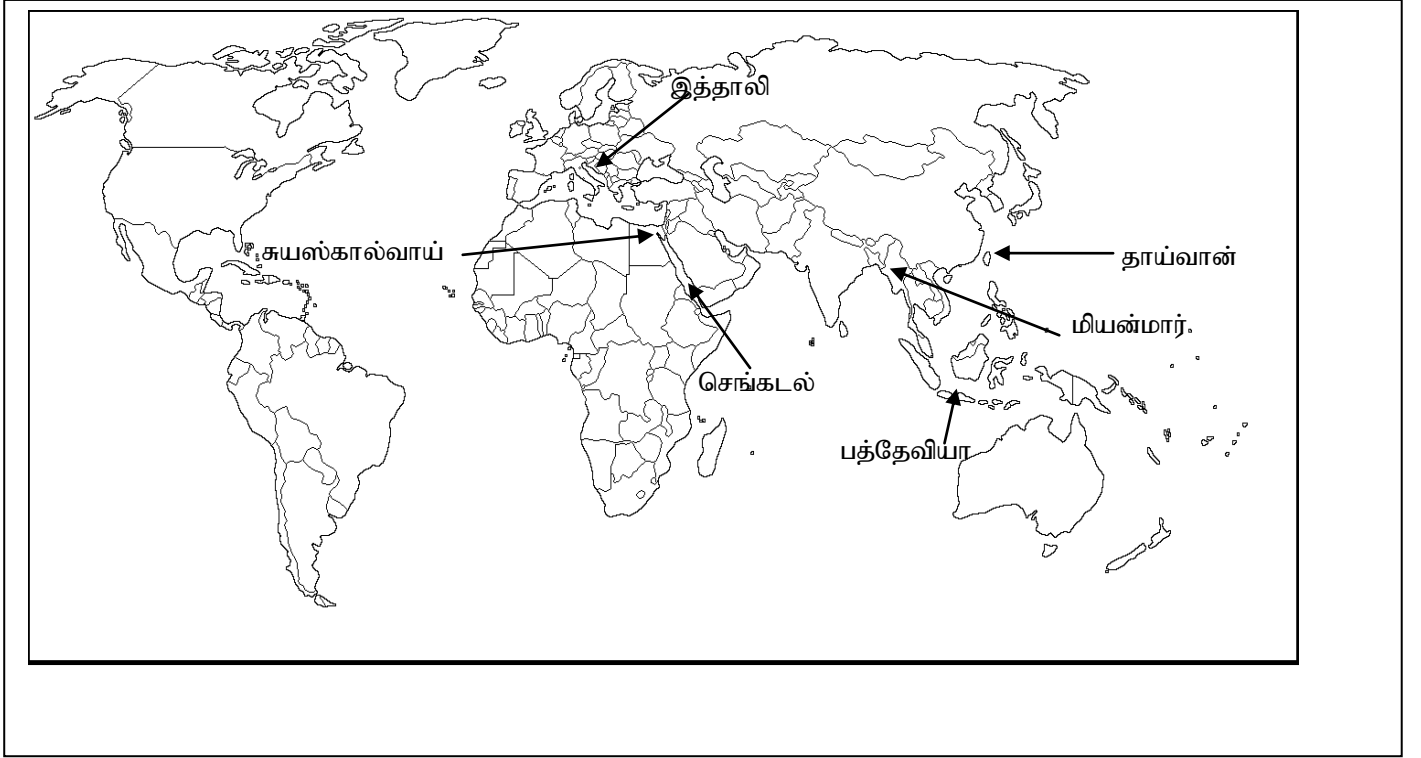 இத்தாலி
சுயஸ்கால்வாய்
தாய்வான்
மியன்மார்.
செங்கடல்
பத்தேவியா